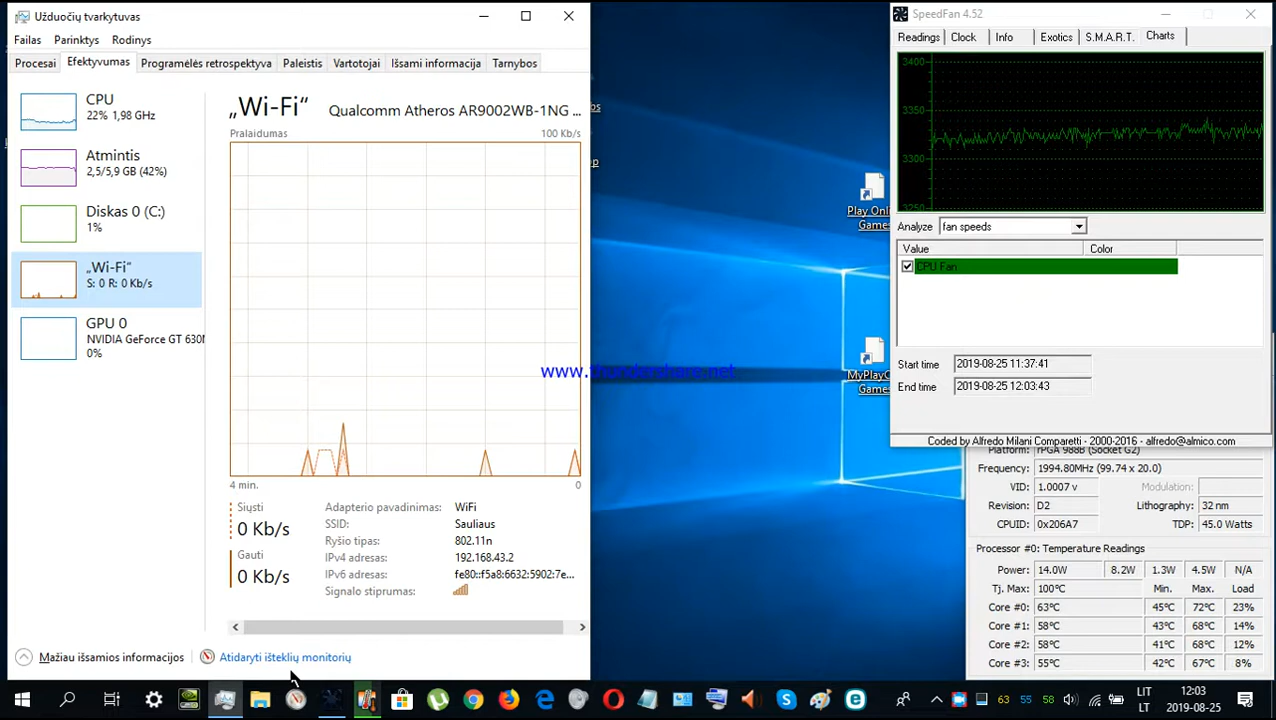 Užduočių tvarkytuvas
Failas Parinktys Rodinys
Procesai Efektyvumas Programėlės retrospektyva Paleistis Vartotojai Išsami informacija Tarnybos
CPU
22% 1,98 GHz
Atmintis
2,5/5,9 GB (42%)
Diskas 0 (C:)
1%
„Wi-Fi“
S: 0 R: 0 Kb/s
GPU 0
NVIDIA GeForce GT 630M
0%
„Wi-Fi“ Qualcomm Atheros AR9002WB-1NG ...
Pralaidumas 100 Kb/s
4 min. 0
Siųsti
0 Kb/s
Gauti
0 Kb/s
Adapterio pavadinimas: WiFi
SSID: Sauliaus
Ryšio tipas: 802.11n
IPv4 adresas: 192.168.43.2
IPv6 adresas: fe80::f5a8:6632:5902:7e...
Signalo stiprumas:
Mažiau išsamios informacijos Atidaryti išteklių monitorių
www.thundershare.net
Play Onli
Games
MyPlayC
Games
SpeedFan 4.52
Readings Clock Info Exotics S.M.A.R.T. Charts
3400
3350
3300
3250
Analyze fan speeds
Value Color
CPU Fan
Start time 2019-08-25 11:37:41
End time 2019-08-25 12:03:43
Coded by Alfredo Milani Comparetti - 2000-2016 - alfredo@almico.com
Platform: rPGA 988B (Socket G2)
Frequency: 1994.80MHz (99.74 x 20.0)
VID: 1.0007 v Modulation:
Revision: D2 Lithography: 32 nm
CPUID: 0x206A7 TDP: 45.0 Watts
Processor #0: Temperature Readings
Power: 14.0W 8.2W 1.3W 4.5W N/A
Tj. Max: 100°C Min. Max. Load
Core #0: 63°C 45°C 72°C 23%
Core #1: 58°C 43°C 68°C 14%
Core #2: 58°C 41°C 68°C 12%
Core #3: 55°C 42°C 67°C 8%
63 55 58 LIT 12:03
LT 2019-08-25